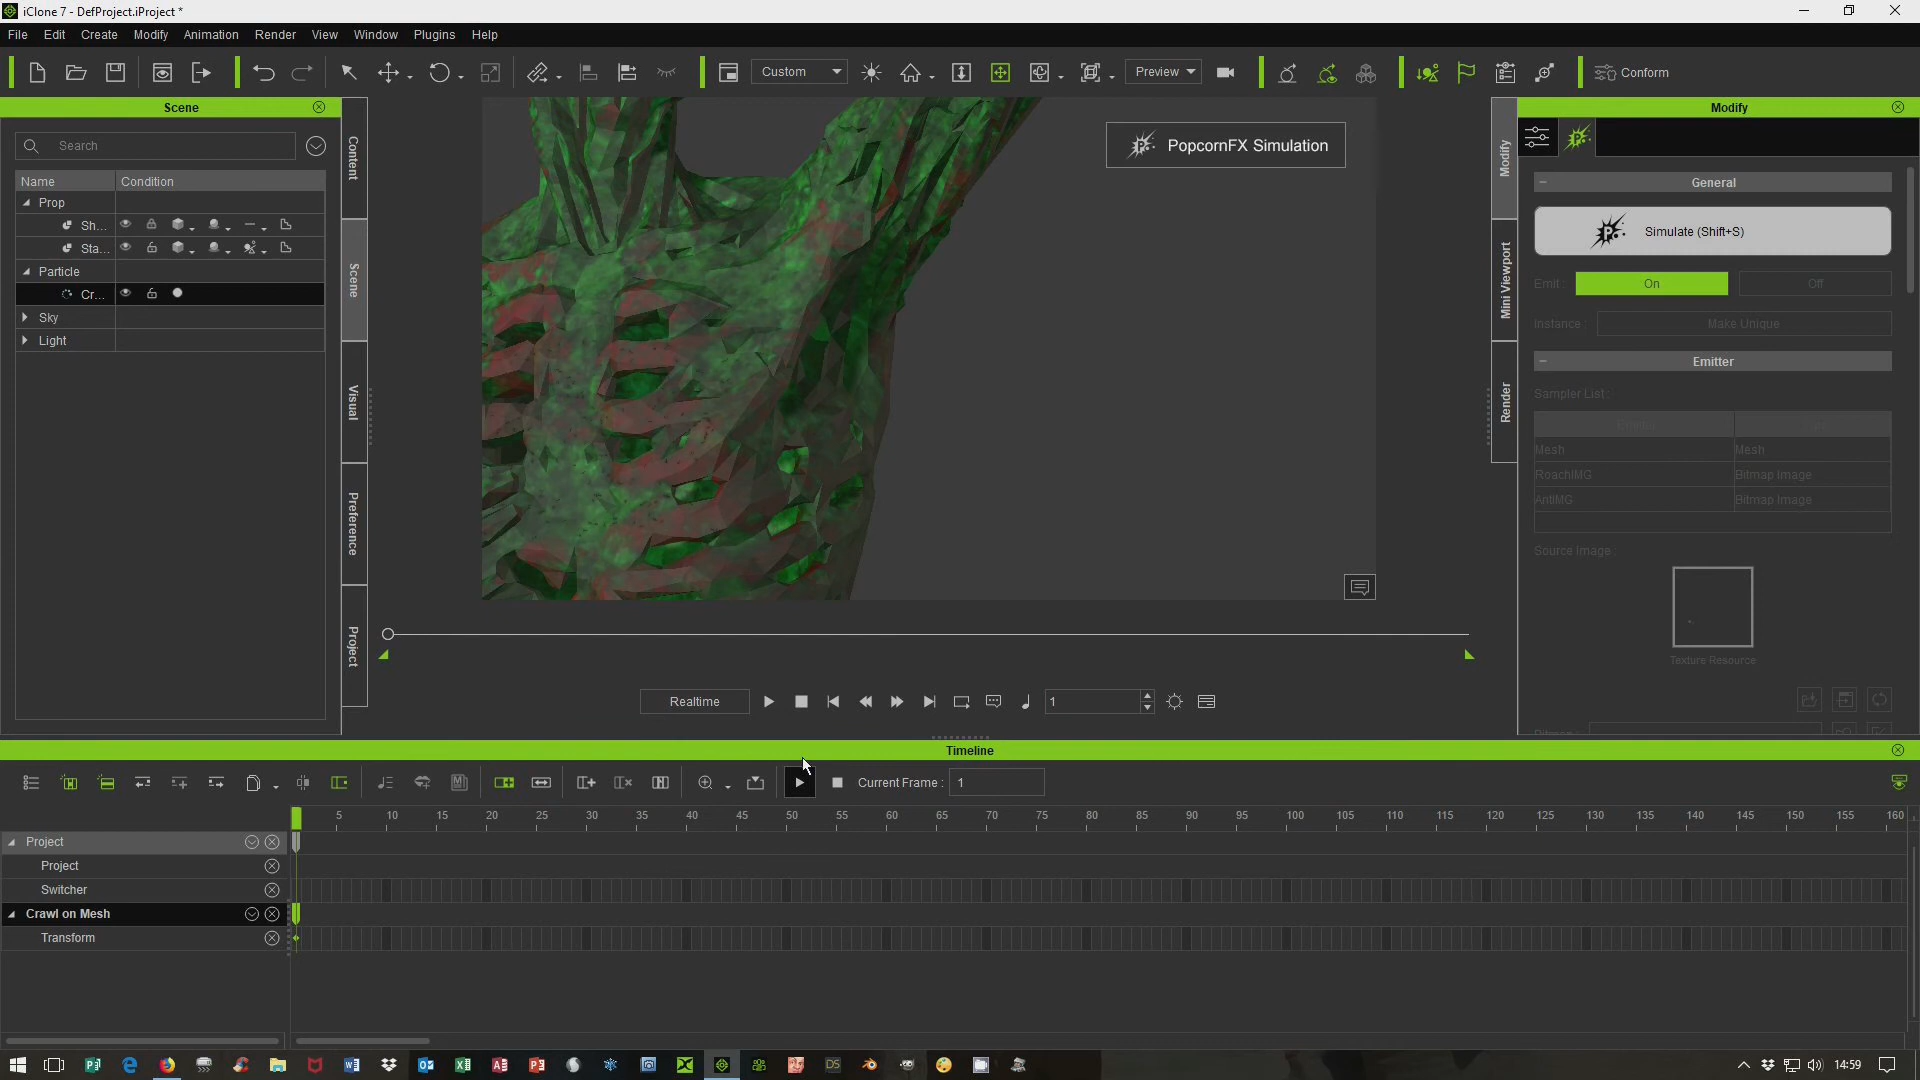 iClone 7 - DefProject.iProject *
File Edit Create Modify Animation Render View Window Plugins Help
Custom Preview Conform
Scene
Search
Name Condition
Prop
Sh...
Sta...
Particle
Cr...
Sky
Light
Content
Scene
Visual
Preference
Project
PopcornFX Simulation
Modify
Mini Viewport
Render
Modify
General
Simulate (Shift+S)
Emit : On Off
Instance : Make Unique
Emitter
Sampler List :
Mesh Mesh
RoachIMG Bitmap Image
AntIMG Bitmap Image
Source Image :
Texture Resource
Realtime 1
Timeline
Current Frame : 1
5 10 15 20 25 30 35 40 45 50 55 60 65 70 75 80 85 90 95 100 105 110 115 120 125 130 135 140 145 150 155 160
Project
Project
Switcher
Crawl on Mesh
Transform
14:59